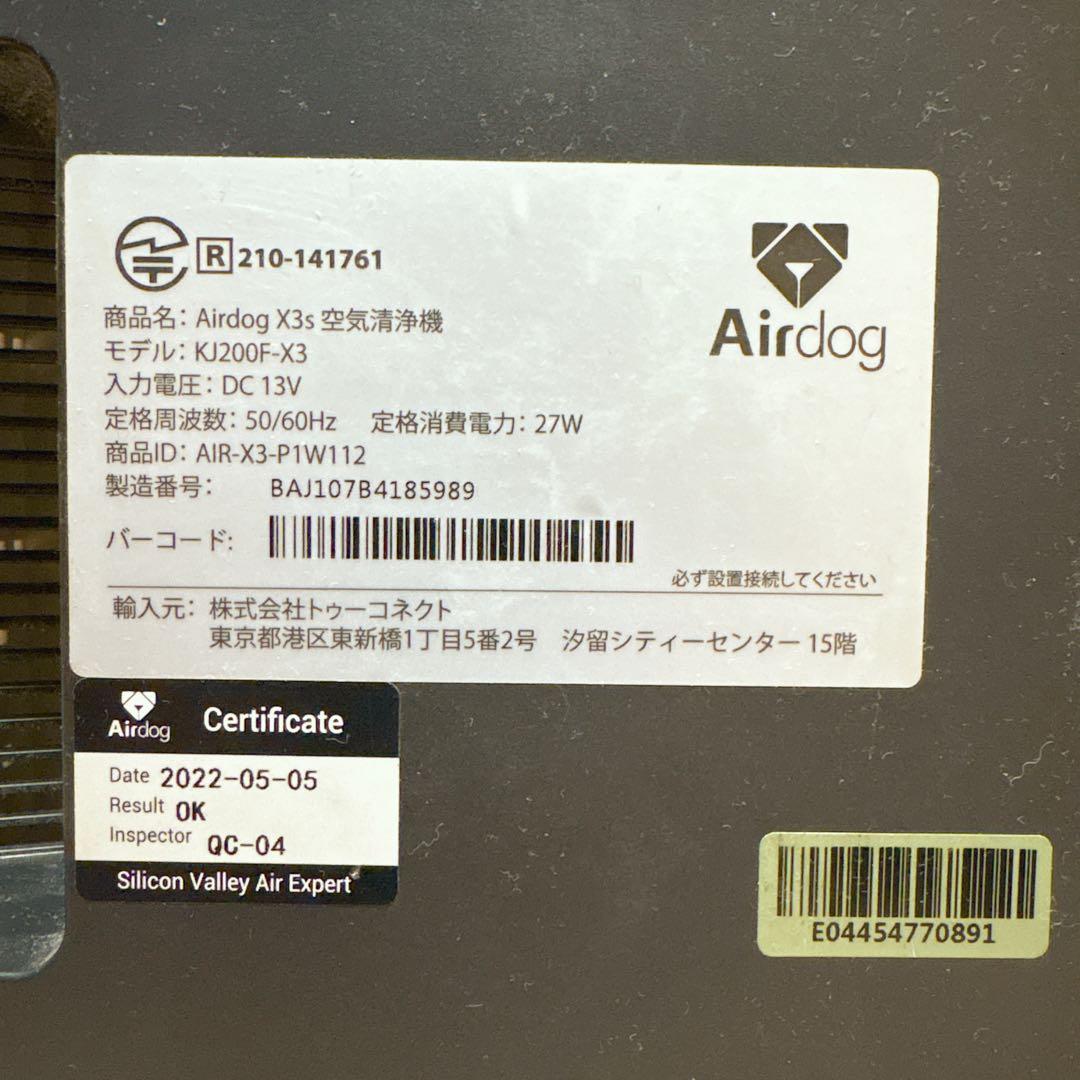 R 210-141761
Airdog
商品名: Airdog X3s 空気清浄機
モデル: KJ200F-X3
入力電圧: DC 13V
定格周波数: 50/60Hz 定格消費電力: 27W
商品ID: AIR-X3-P1W112
製造番号: BAJ107B4185989
バーコード:
必ず設置接続してください
輸入元: 株式会社トゥーコネクト
東京都港区東新橋1丁目5番2号 汐留シティーセンター 15階
Airdog Certificate
Date 2022-05-05
Result OK
Inspector QC-04
Silicon Valley Air Expert
E04454770891